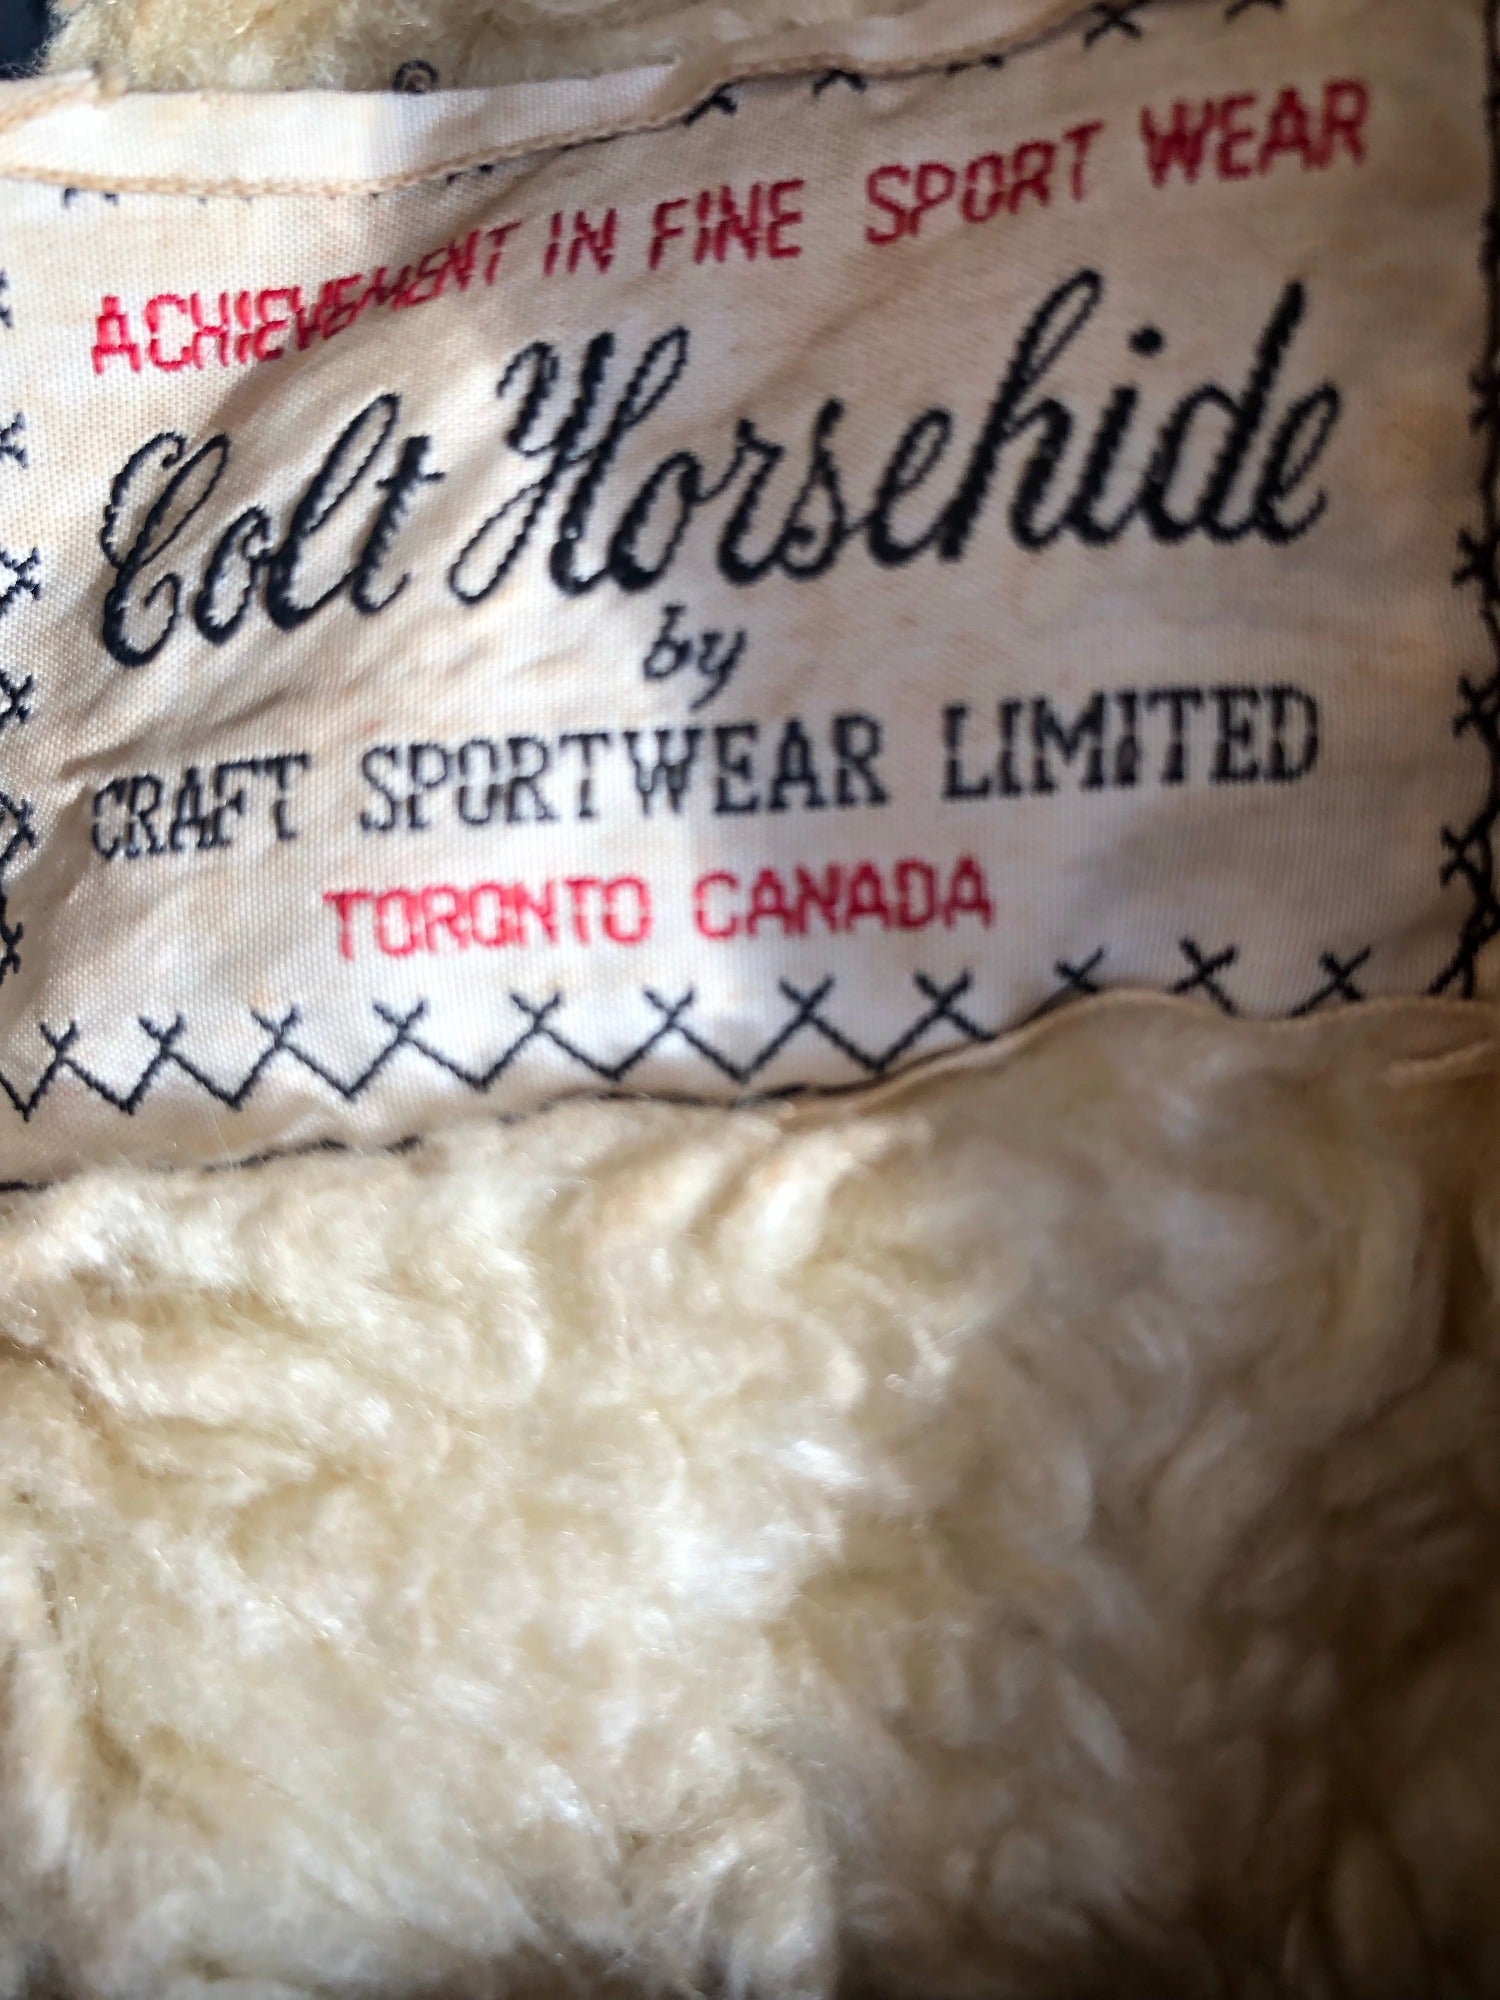 ACHIEVEMENT IN FINE SPORT WEAR
Colt Horsehide
by
CRAFT SPORTWEAR LIMITED
TORONTO CANADA